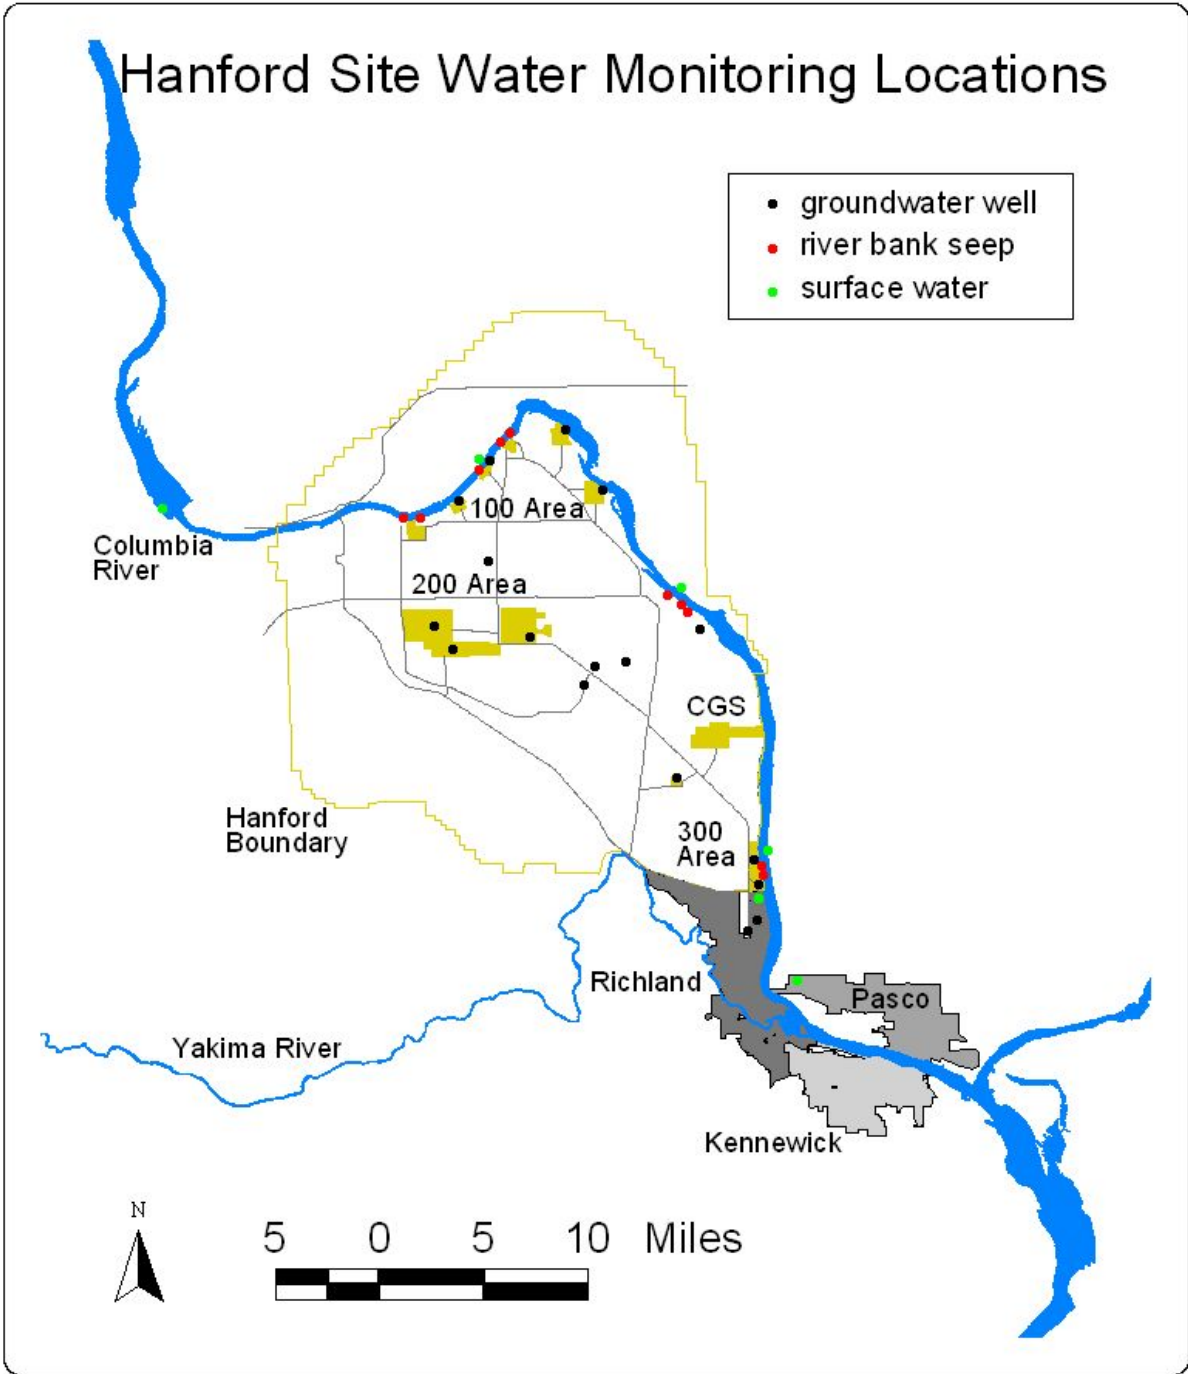 Hanford Site Water Monitoring Locations
groundwater well
river bank seep
surface water
100 Area
Columbia
River
200 Area
CGS
Hanford
Boundary
300
Area
Richland
Pasco
Yakima River
Kennewick
N
5 0 5 10 Miles